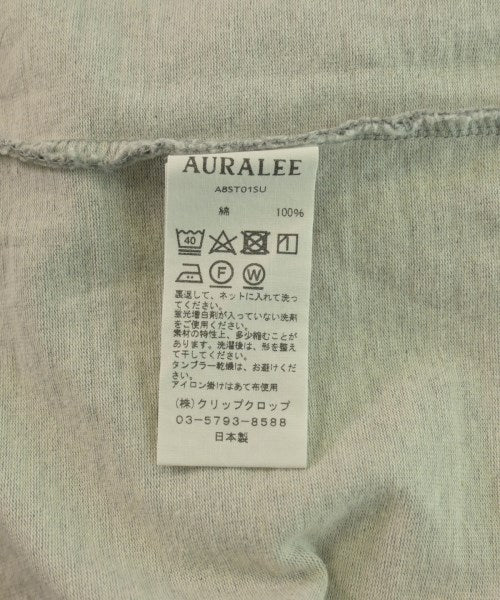 AURALEE
A8ST01SU
綿 100%
40
F W
裏返して、ネットに入れて洗っ
てください。
蛍光増白剤が入っていない洗剤
をご使用ください。
素材の特性上、多少縮むことが
あります。洗濯後は、形を整え
て干してください。
タンブラー乾燥は、お避けくだ
さい。
アイロン掛けはあて布使用
(株)クリップクロップ
03-5793-8588
日本製